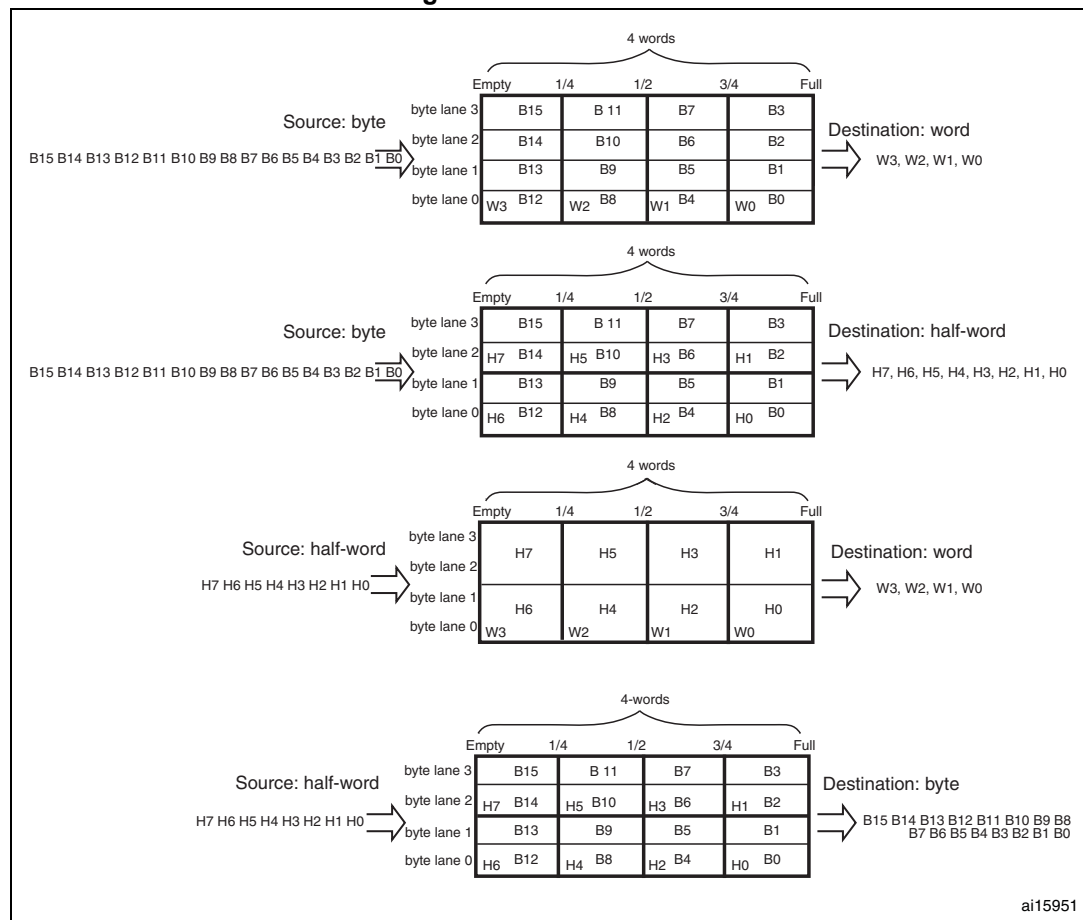 4 words
Empty 1/4 1/2 3/4 Full
Source: byte
B15 B14 B13 B12 B11 B10 B9 B8 B7 B6 B5 B4 B3 B2 B1 B0
byte lane 3 B15 B 11 B7 B3
byte lane 2 B14 B10 B6 B2
byte lane 1 B13 B9 B5 B1
byte lane 0 W3 B12 W2 B8 W1 B4 W0 B0
Destination: word
W3, W2, W1, W0
4 words
Empty 1/4 1/2 3/4 Full
Source: byte
B15 B14 B13 B12 B11 B10 B9 B8 B7 B6 B5 B4 B3 B2 B1 B0
byte lane 3 B15 B 11 B7 B3
byte lane 2 H7 B14 H5 B10 H3 B6 H1 B2
byte lane 1 B13 B9 B5 B1
byte lane 0 H6 B12 H4 B8 H2 B4 H0 B0
Destination: half-word
H7, H6, H5, H4, H3, H2, H1, H0
4 words
Empty 1/4 1/2 3/4 Full
Source: half-word
H7 H6 H5 H4 H3 H2 H1 H0
byte lane 3
H7 H5 H3 H1
byte lane 2
byte lane 1
H6 H4 H2 H0
byte lane 0 W3 W2 W1 W0
Destination: word
W3, W2, W1, W0
4-words
Empty 1/4 1/2 3/4 Full
Source: half-word
H7 H6 H5 H4 H3 H2 H1 H0
byte lane 3 B15 B 11 B7 B3
byte lane 2 H7 B14 H5 B10 H3 B6 H1 B2
byte lane 1 B13 B9 B5 B1
byte lane 0 H6 B12 H4 B8 H2 B4 H0 B0
Destination: byte
B15 B14 B13 B12 B11 B10 B9 B8
B7 B6 B5 B4 B3 B2 B1 B0
ai15951